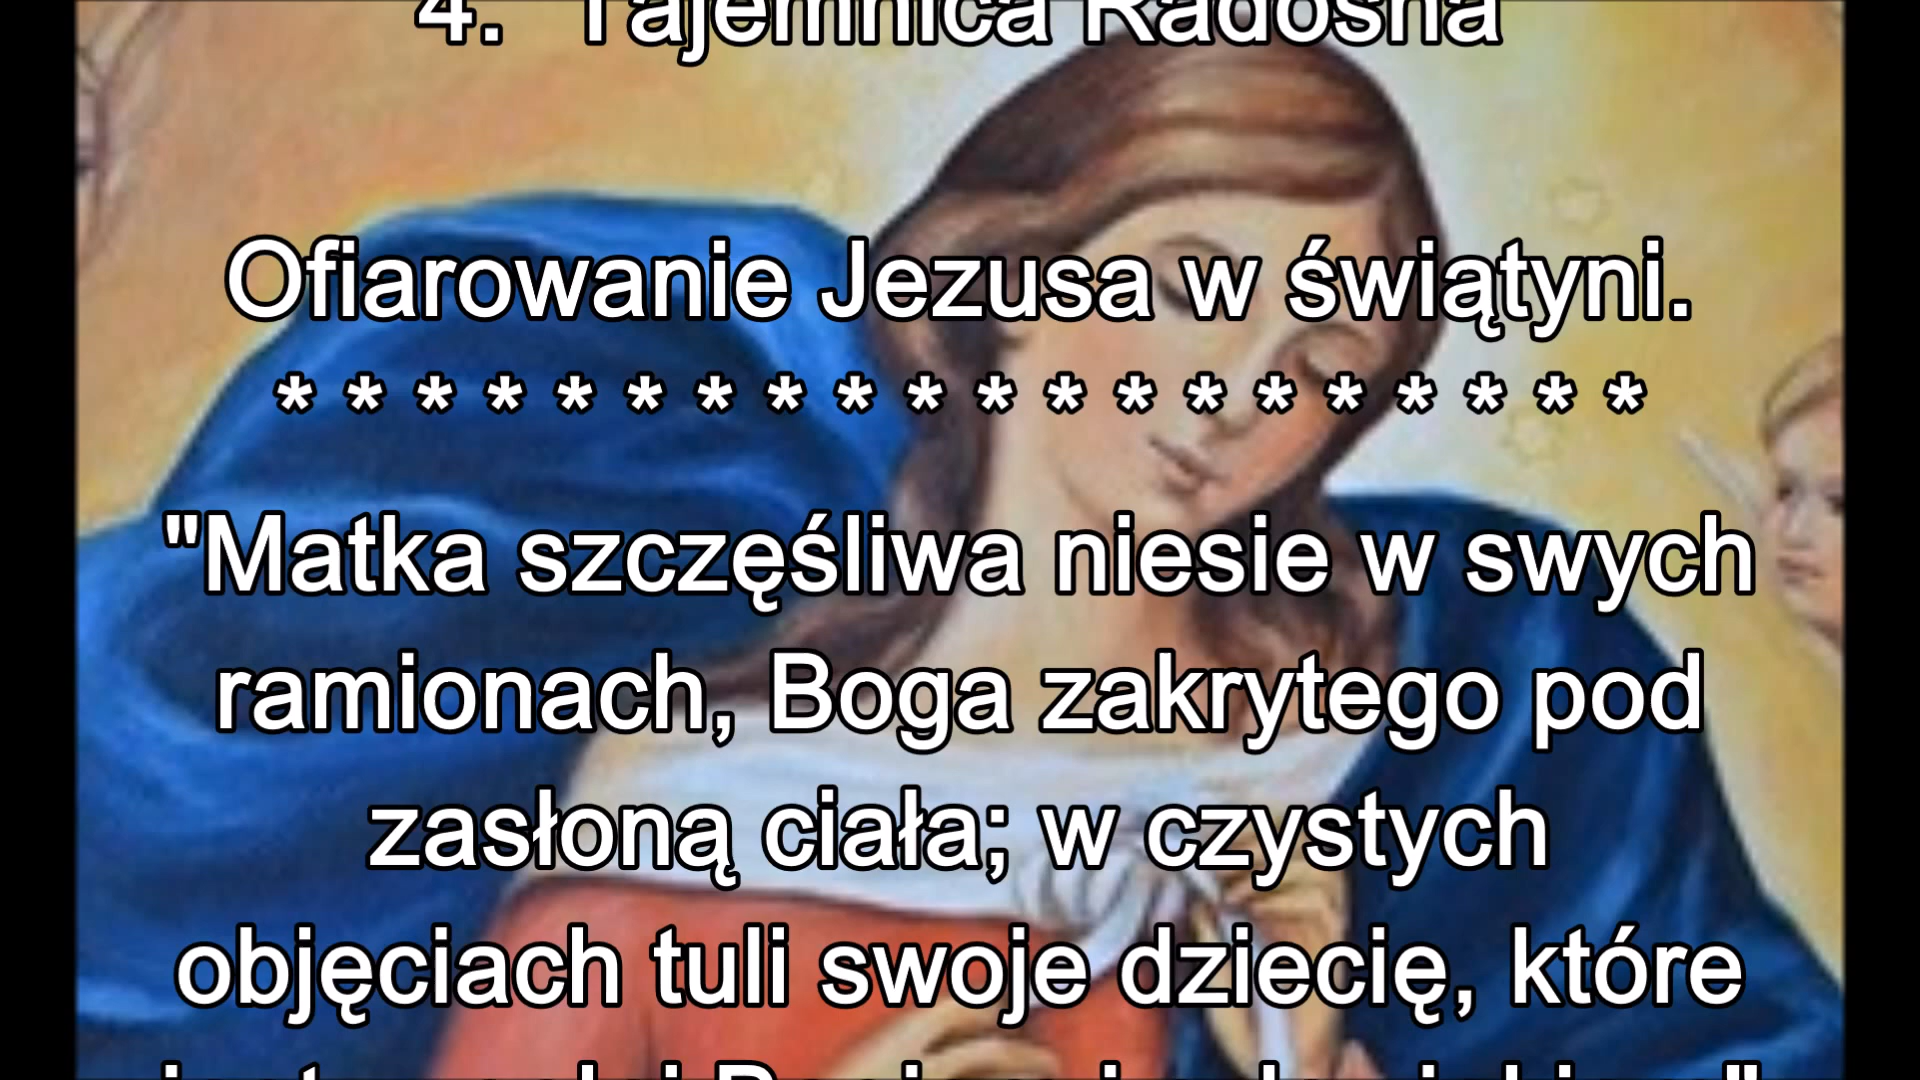 4. Tajemnica Radosna
Ofiarowanie Jezusa w świątyni.
* * * * * * * * * * * * * * * * * * * *
"Matka szczęśliwa niesie w swych
ramionach, Boga zakrytego pod
zasłoną ciała; w czystych
objęciach tuli swoje dziecię, które